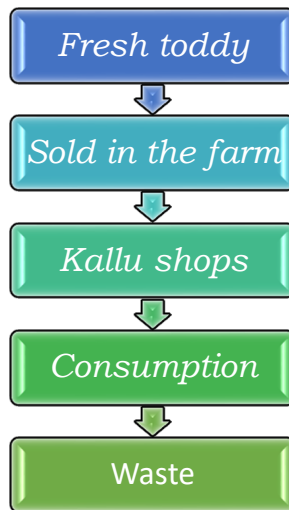 Fresh toddy
Sold in the farm
Kallu shops
Consumption
Waste